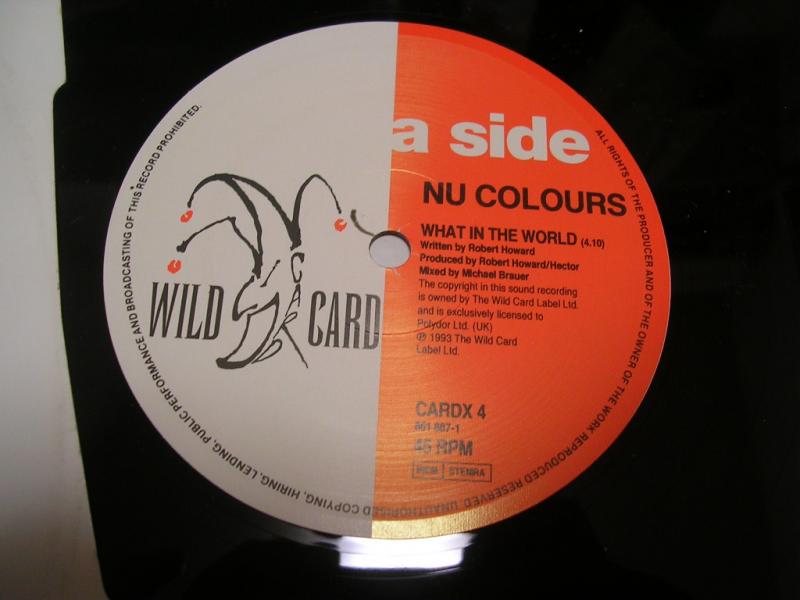 a side
NU COLOURS
WHAT IN THE WORLD (4.10)
Written by Robert Howard
Produced by Robert Howard/Hector
Mixed by Michael Brauer
The copyright in this sound recording
is owned by The Wild Card Label Ltd.
and is exclusively licensed to
Polydor Ltd. (UK)
℗ 1993 The Wild Card
Label Ltd.
CARDX 4
861 887-1
45 RPM
STEMRA
WILD CARD
CARD
ALL RIGHTS OF THE PRODUCER AND OF THE OWNER OF THE WORK REPRODUCED RESERVED. UNAUTHORISED COPYING, HIRING, LENDING, PUBLIC PERFORMANCE AND BROADCASTING OF THIS RECORD PROHIBITED.